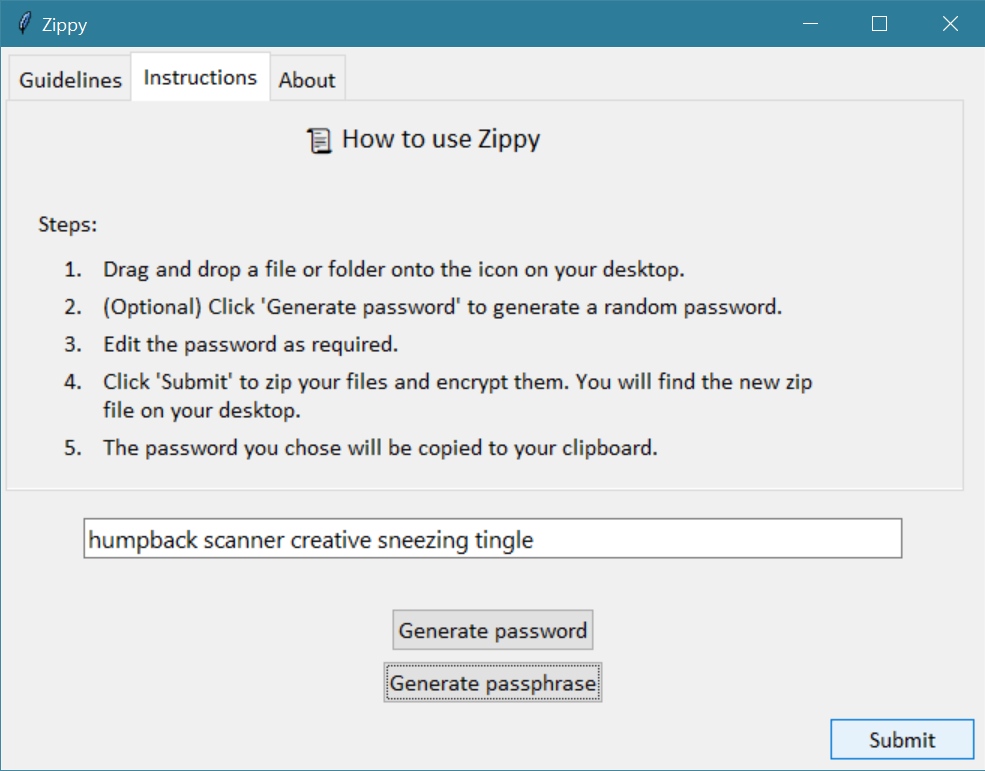 Zippy
Guidelines
Instructions
About
How to use Zippy
Steps:
1. Drag and drop a file or folder onto the icon on your desktop.
2. (Optional) Click 'Generate password' to generate a random password.
3. Edit the password as required.
4. Click 'Submit' to zip your files and encrypt them. You will find the new zip
file on your desktop.
5. The password you chose will be copied to your clipboard.
humpback scanner creative sneezing tingle
Generate password
Generate passphrase
Submit